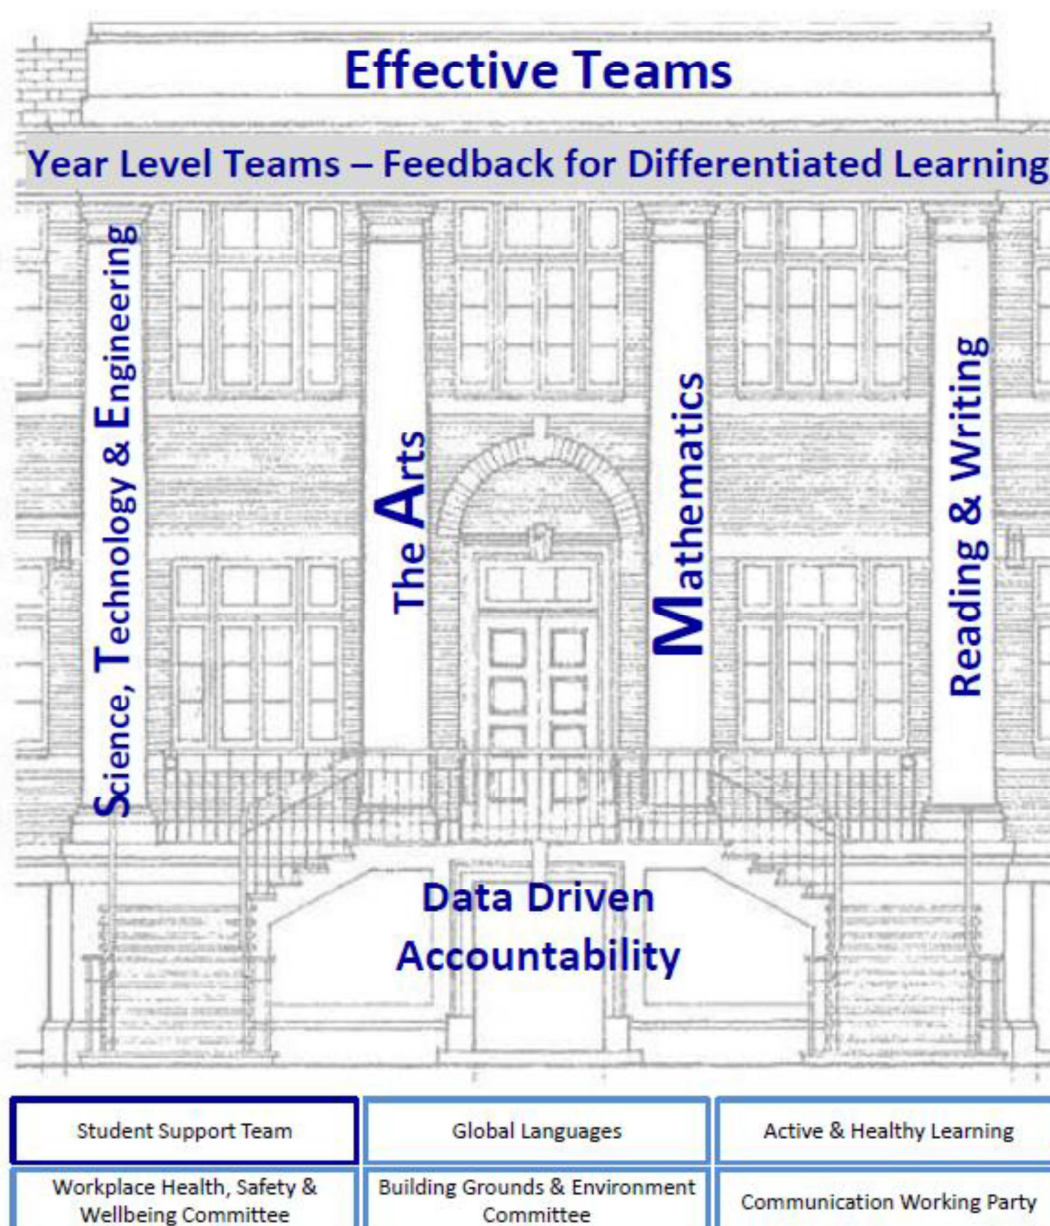 Effective Teams
Year Level Teams – Feedback for Differentiated Learning
Science, Technology & Engineering
The Arts
Mathematics
Reading & Writing
Data Driven
Accountability
Student Support Team
Global Languages
Active & Healthy Learning
Workplace Health, Safety &
Wellbeing Committee
Building Grounds & Environment
Committee
Communication Working Party